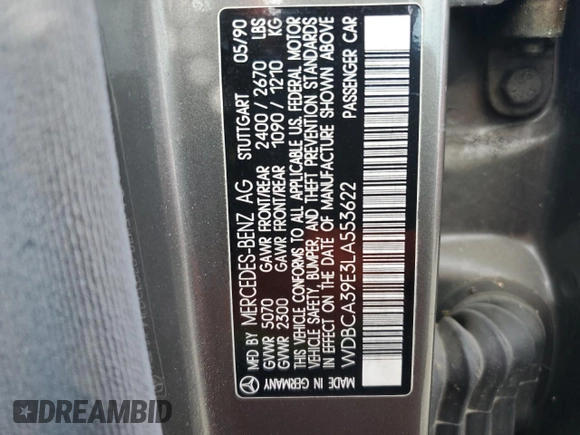 MFD BY MERCEDES-BENZ AG STUTTGART 05/90
GVWR 5070 GAWR FRONT/REAR 2400/2670 LBS
GVWR 2300 GAWR FRONT/REAR 1090/1210 KG
THIS VEHICLE CONFORMS TO ALL APPLICABLE U.S. FEDERAL MOTOR
VEHICLE SAFETY, BUMPER, AND THEFT PREVENTION STANDARDS
IN EFFECT ON THE DATE OF MANUFACTURE SHOWN ABOVE
WDBCA39E3LA553622 PASSENGER CAR
MADE IN GERMANY
DREAMBID